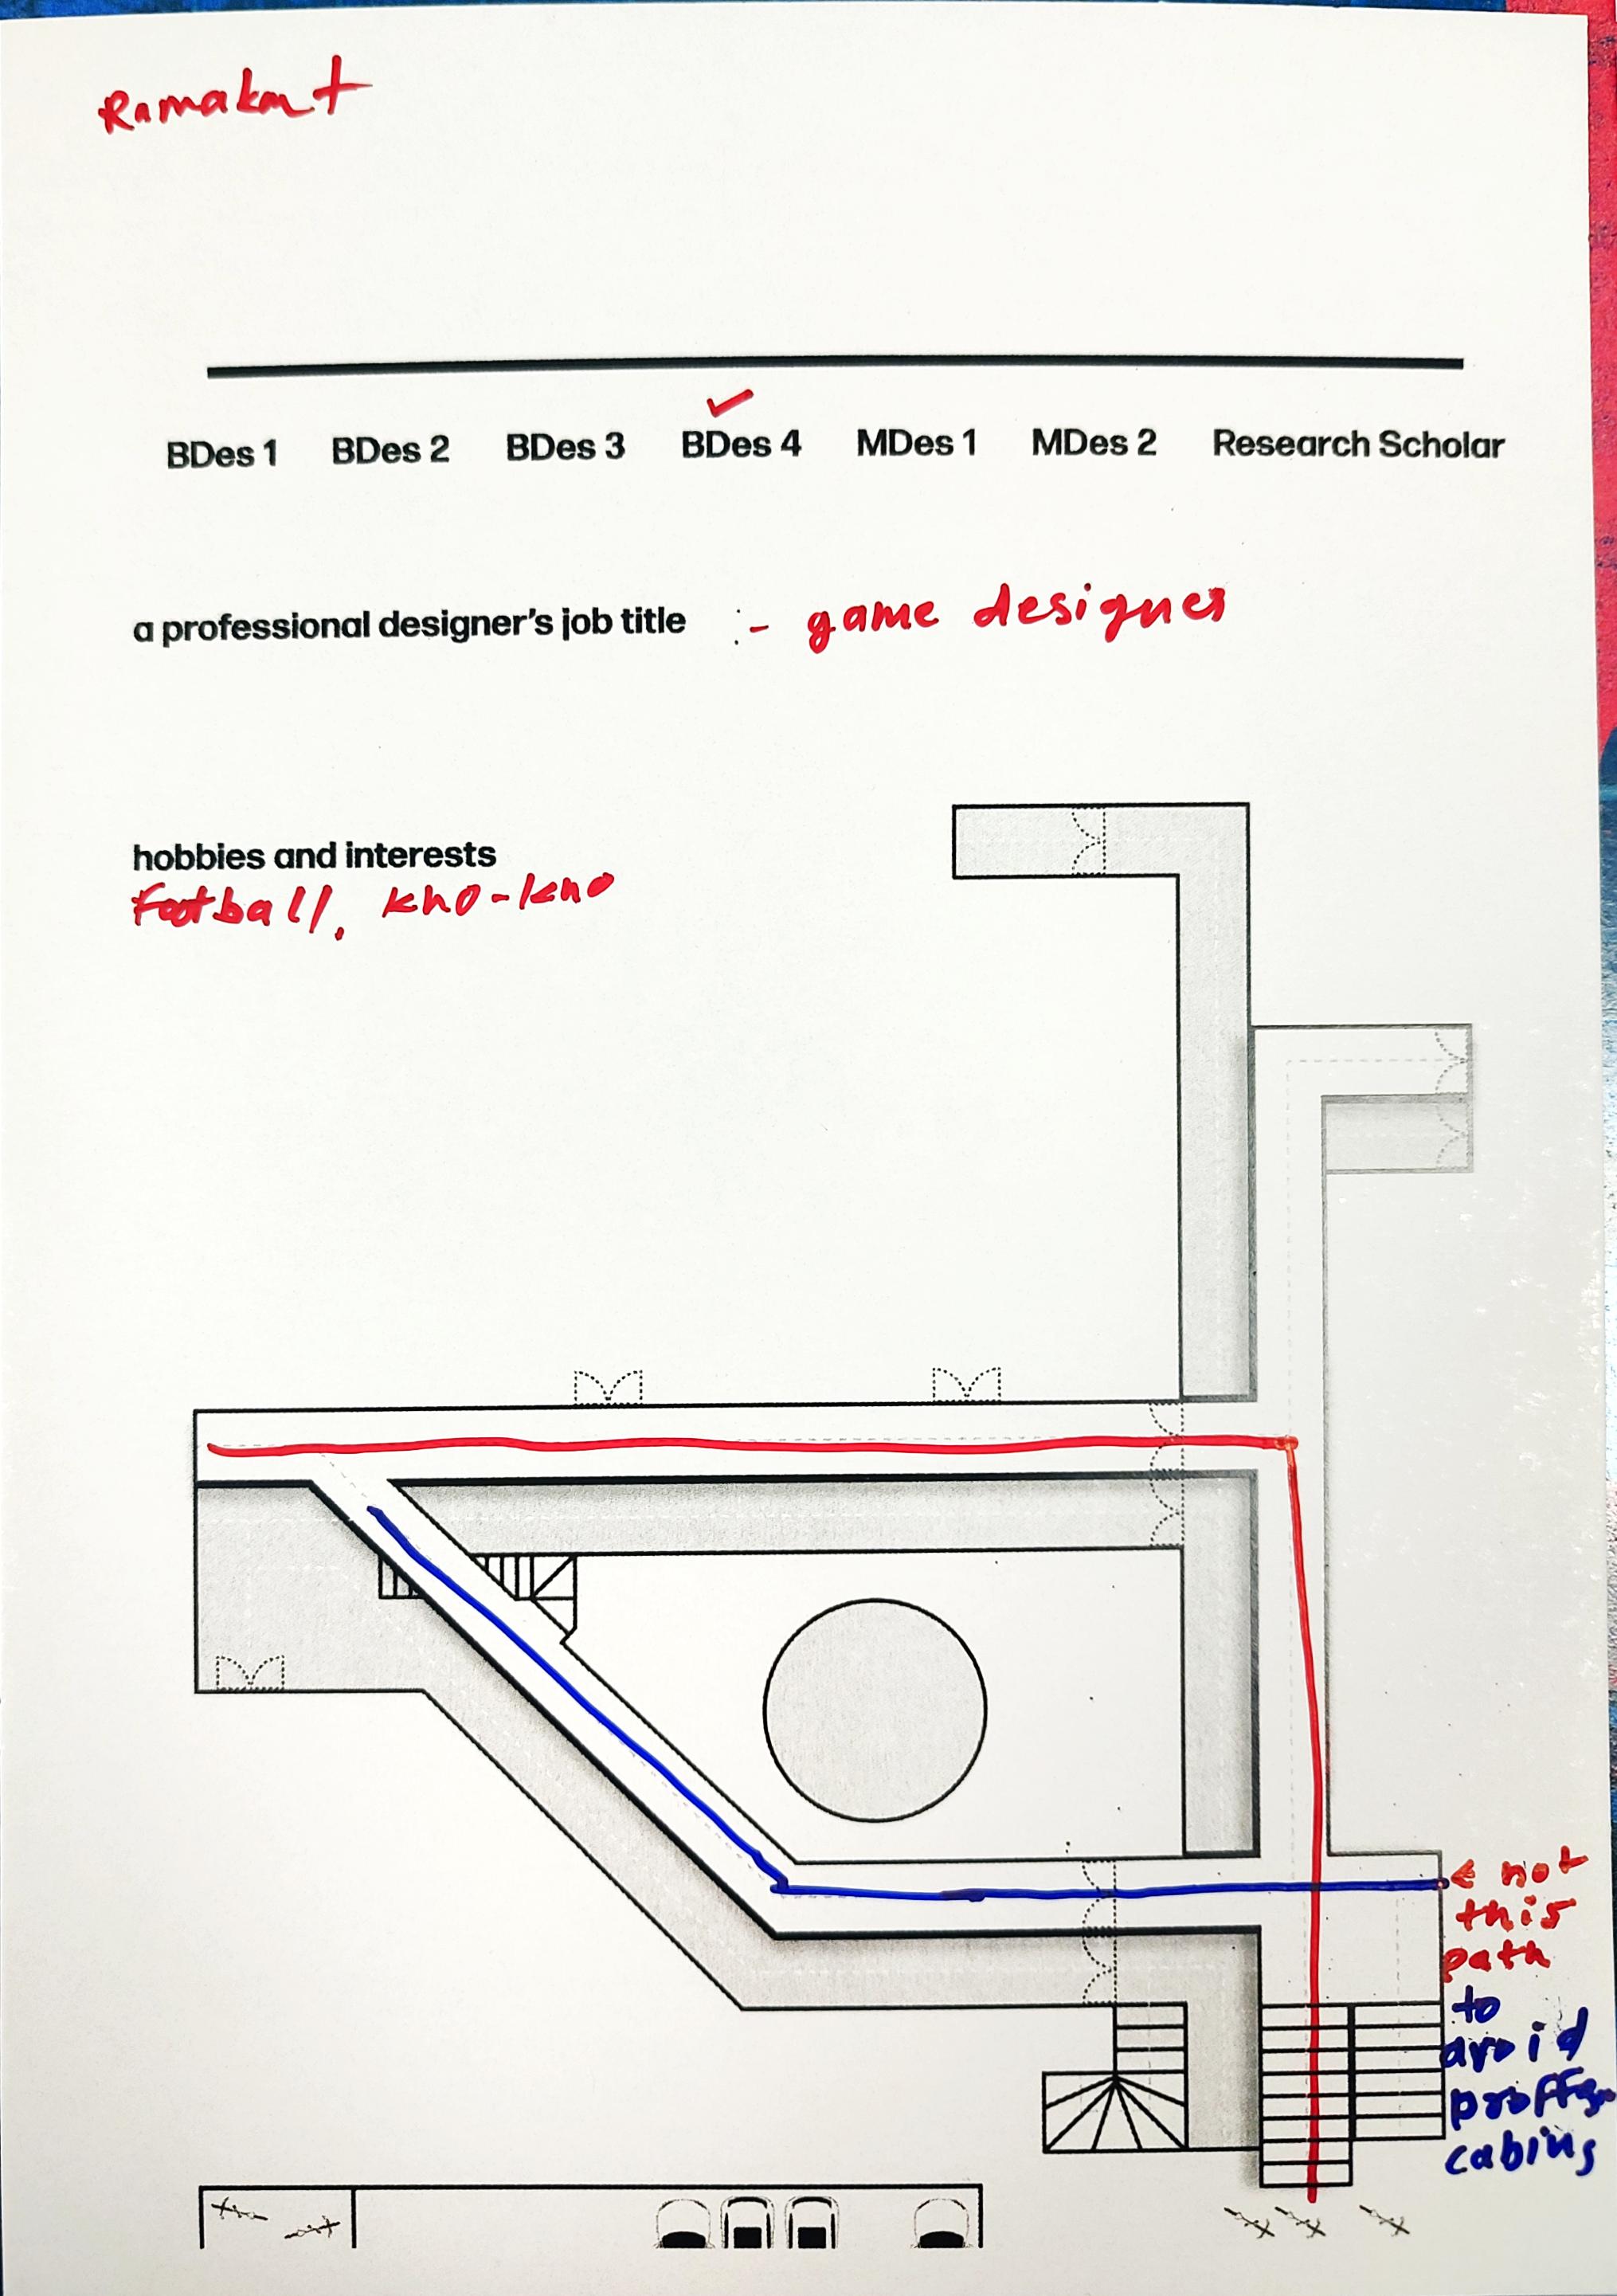 Ramakant
BDes 1 BDes 2 BDes 3 BDes 4 MDes 1 MDes 2 Research Scholar
a professional designer's job title :- game designer
hobbies and interests
Football, kho-kho
← not
this
path
to
avoid
cabins